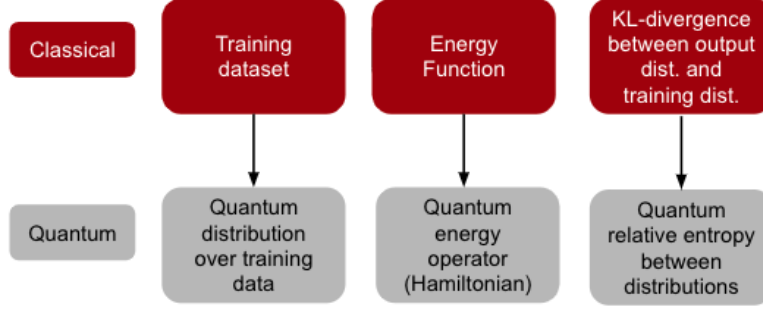 Classical
Training
dataset
Energy
Function
KL-divergence
between output
dist. and
training dist.
Quantum
Quantum
distribution
over training
data
Quantum
energy
operator
(Hamiltonian)
Quantum
relative entropy
between
distributions